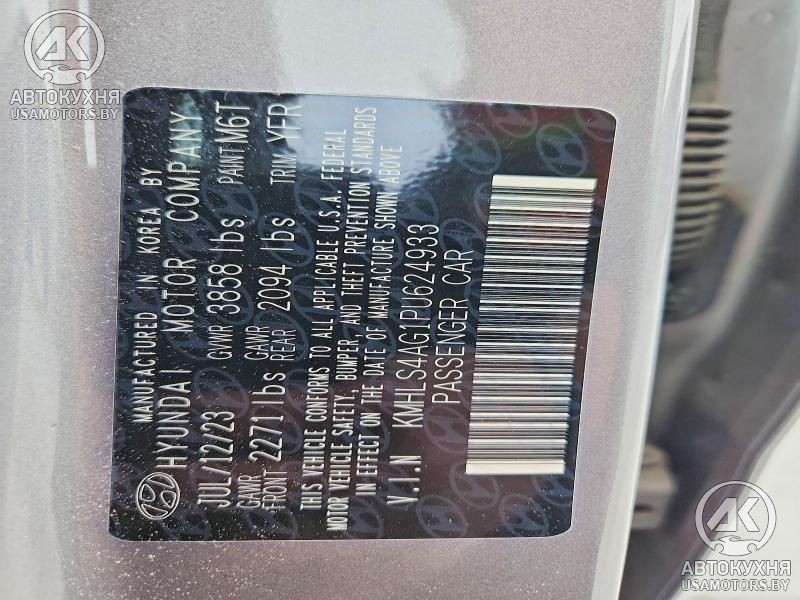 АВТОКУХНЯ
USAMOTORS.BY
MANUFACTURED IN KOREA BY
HYUNDAI MOTOR COMPANY
JUL/12/23 GVWR 3858 lbs PAINT M6T
GAWR FRONT 2271 lbs GAWR REAR 2094 lbs TRIM YFR
THIS VEHICLE CONFORMS TO ALL APPLICABLE U.S.A. FEDERAL
MOTOR VEHICLE SAFETY, BUMPER, AND THEFT PREVENTION STANDARDS
IN EFFECT ON THE DATE OF MANUFACTURE SHOWN ABOVE
V.I.N KMHLS4AG1PU624933
PASSENGER CAR
АВТОКУХНЯ
USAMOTORS.BY